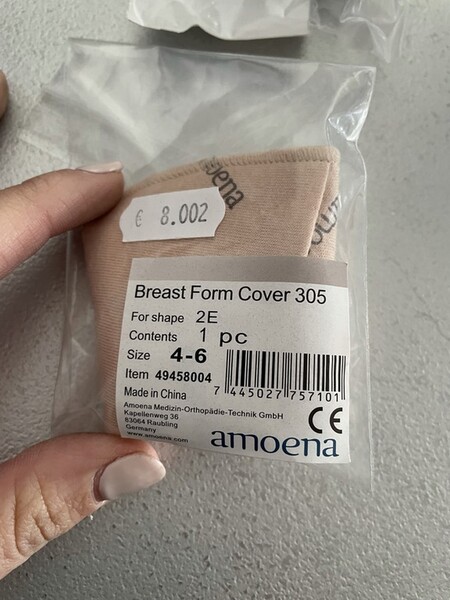 amoena
€ 8.002
Breast Form Cover 305
For shape 2E
Contents 1 pc
Size 4-6
Item 49458004
7 445027 757101
Made in China
Amoena Medizin-Orthopädie-Technik GmbH
Kapellenweg 36
83064 Raubling
Germany
www.amoena.com
CE
amoena